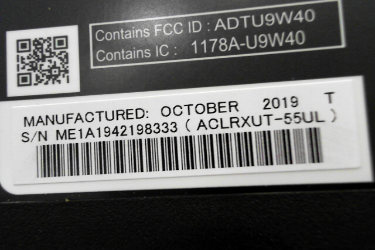 Contains FCC ID : ADTU9W40
Contains IC : 1178A-U9W40
MANUFACTURED: OCTOBER 2019 T
S/N ME1A1942198333 ( ACLRXUT-55UL )